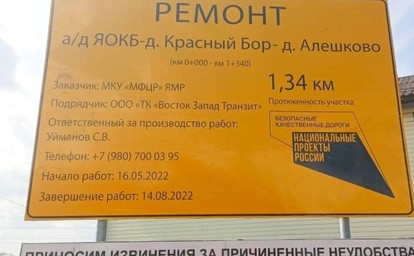 РЕМОНТ
а/д ЯОКБ-д. Красный Бор- д. Алешково
(км 0+000 - км 1+340)
Заказчик: МКУ «МФЦР» ЯМР
1,34 км
Подрядчик: ООО «ТК «Восток Запад Транзит»
Протяженность участка
Ответственный за производство работ:
Уйманов С.В.
БЕЗОПАСНЫЕ
КАЧЕСТВЕННЫЕ ДОРОГИ
НАЦИОНАЛЬНЫЕ
ПРОЕКТЫ
РОССИИ
Телефон: +7 (980) 700 03 95
Начало работ: 16.05.2022
Завершение работ: 14.08.2022
ПРИНОСИМ ИЗВИНЕНИЯ ЗА ПРИЧИНЕННЫЕ НЕУДОБСТВА